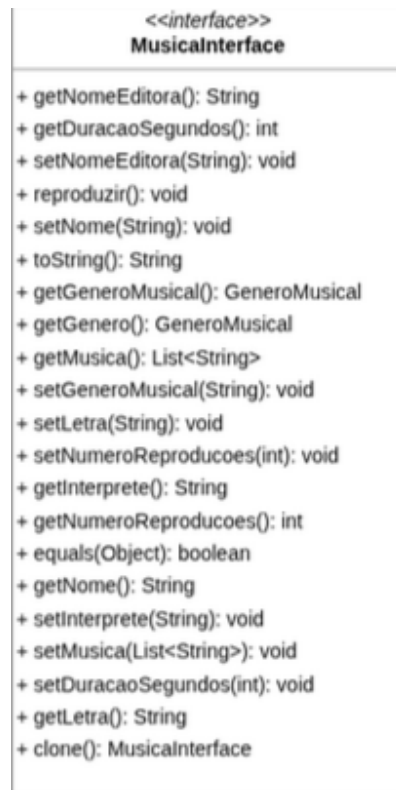 <<interface>>
MusicaInterface
+ getNomeEditora(): String
+ getDuracaoSegundos(): int
+ setNomeEditora(String): void
+ reproduzir(): void
+ setNome(String): void
+ toString(): String
+ getGeneroMusical(): GeneroMusical
+ getGenero(): GeneroMusical
+ getMusica(): List<String>
+ setGeneroMusical(String): void
+ setLetra(String): void
+ setNumeroReproducoes(int): void
+ getInterprete(): String
+ getNumeroReproducoes(): int
+ equals(Object): boolean
+ getNome(): String
+ setInterprete(String): void
+ setMusica(List<String>): void
+ setDuracaoSegundos(int): void
+ getLetra(): String
+ clone(): MusicaInterface